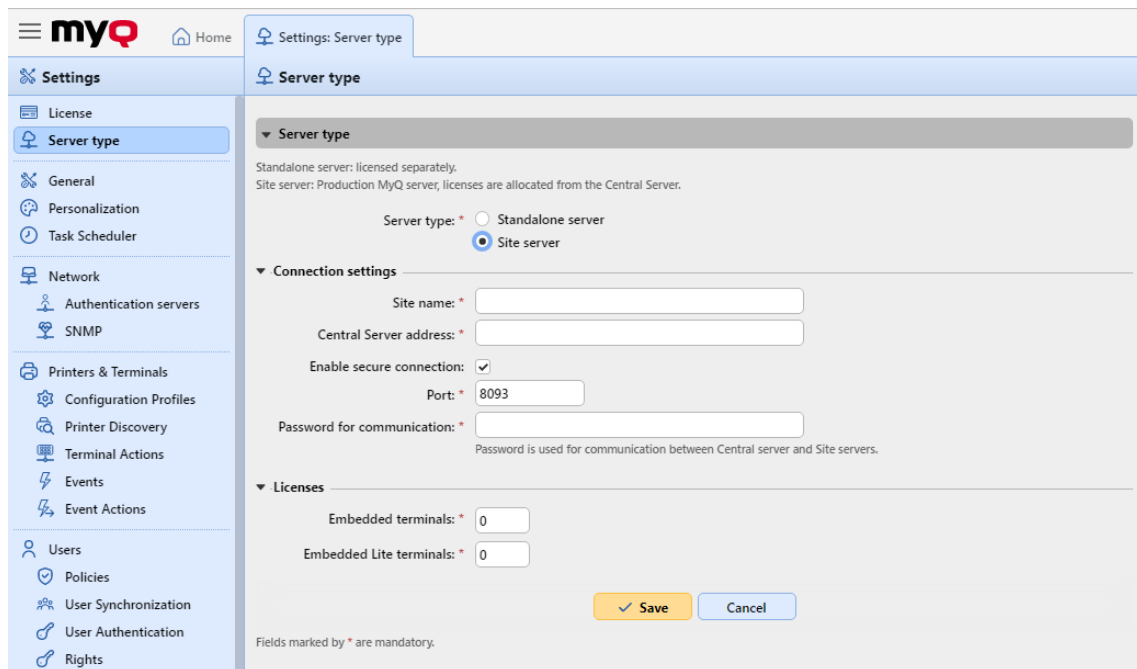 myQ
Home
Settings: Server type
Settings
Server type
License
Server type
General
Personalization
Task Scheduler
Network
Authentication servers
SNMP
Printers & Terminals
Configuration Profiles
Printer Discovery
Terminal Actions
Events
Event Actions
Users
Policies
User Synchronization
User Authentication
Rights
Server type
Standalone server: licensed separately.
Site server: Production MyQ server, licenses are allocated from the Central Server.
Server type: * Standalone server
Site server
Connection settings
Site name: *
Central Server address: *
Enable secure connection:
Port: * 8093
Password for communication: *
Password is used for communication between Central server and Site servers.
Licenses
Embedded terminals: * 0
Embedded Lite terminals: * 0
Save Cancel
Fields marked by * are mandatory.